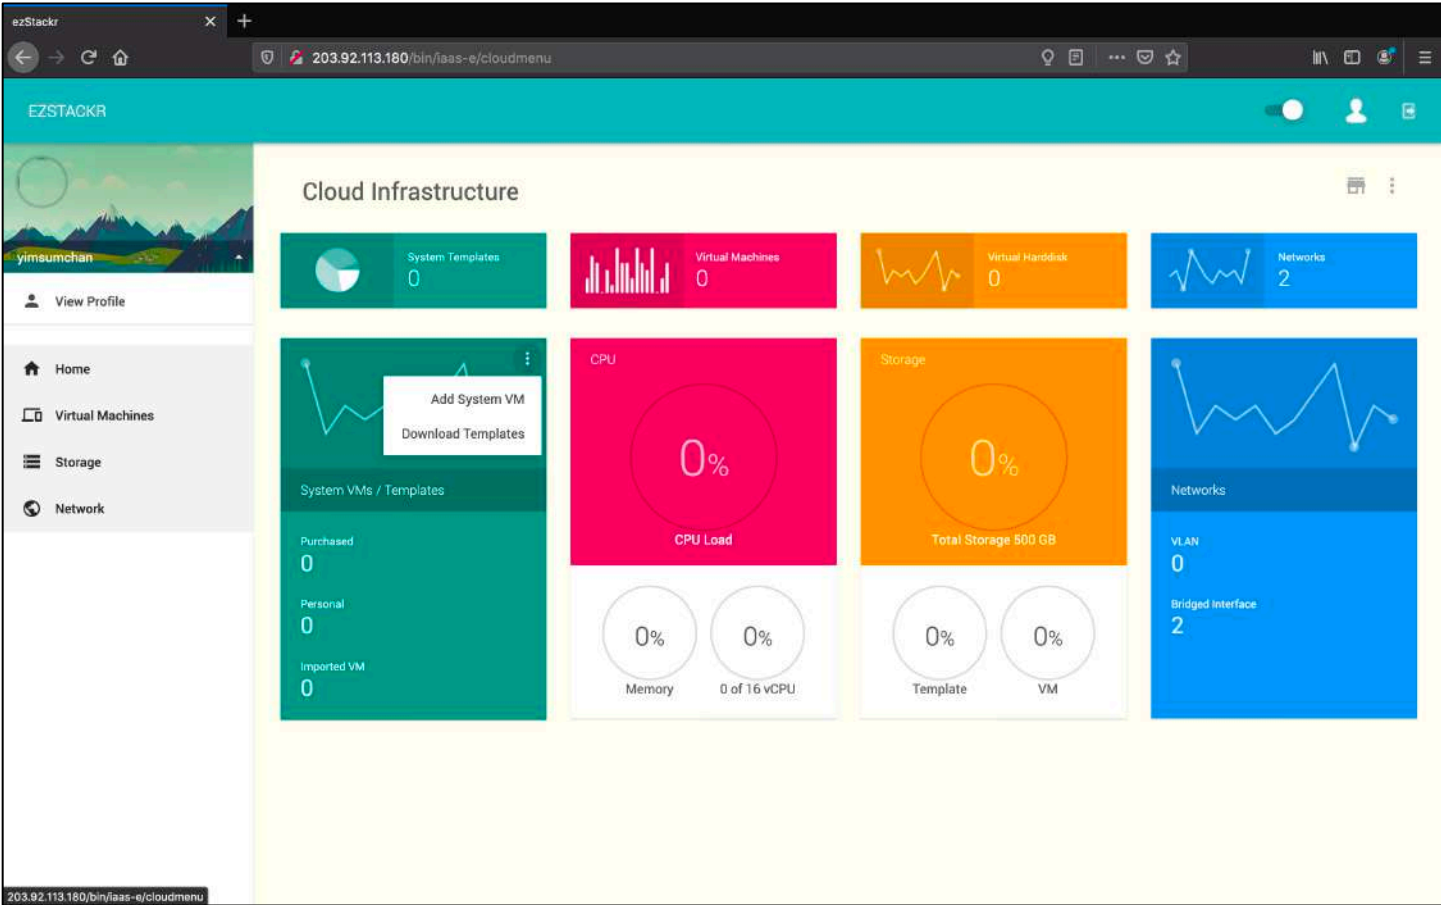 ezStackr
203.92.113.180/bin/iaas-e/cloudmenu
EZSTACKR
yimsumchan
View Profile
Home
Virtual Machines
Storage
Network
Cloud Infrastructure
System Templates
0
Virtual Machines
0
Virtual Harddisk
0
Networks
2
Add System VM
Download Templates
System VMs / Templates
Purchased
0
Personal
0
Imported VM
0
CPU
0%
CPU Load
0%
Memory
0%
0 of 16 vCPU
Storage
0%
Total Storage 500 GB
0%
Template
0%
VM
Networks
VLAN
0
Bridged Interface
2
203.92.113.180/bin/iaas-e/cloudmenu